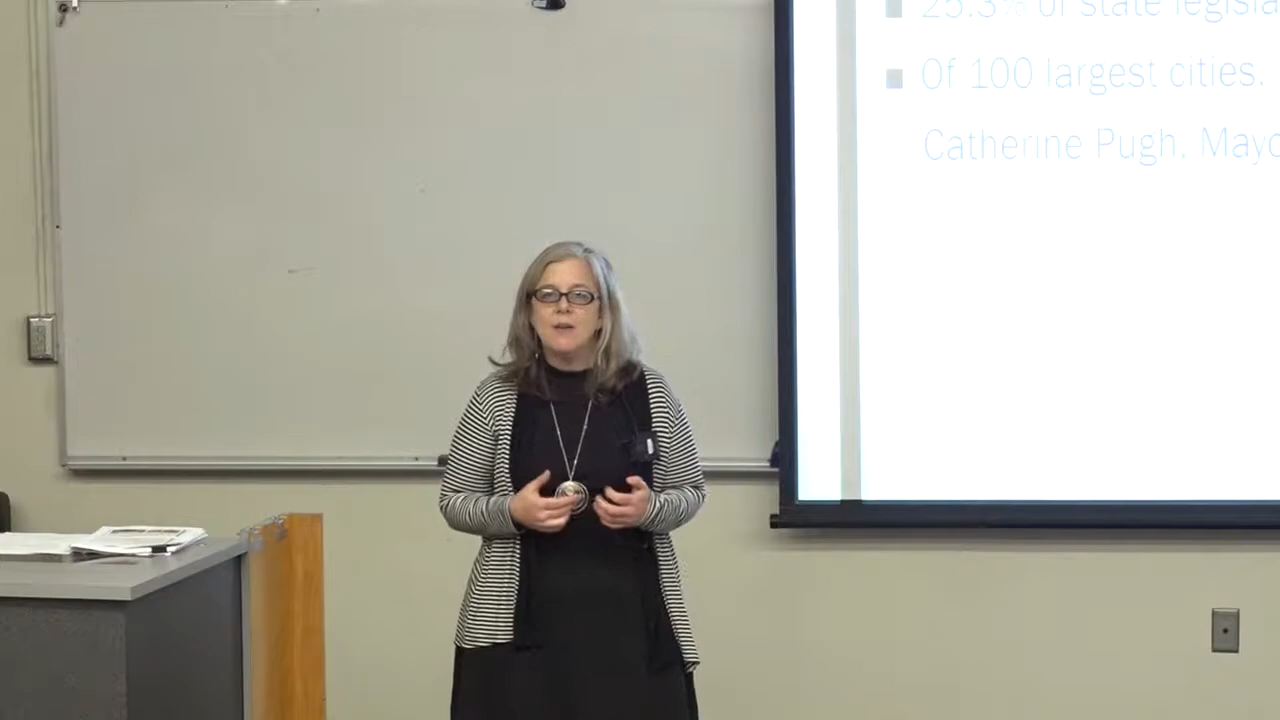 25.3% of state legisla
Of 100 largest cities,
Catherine Pugh, Mayo